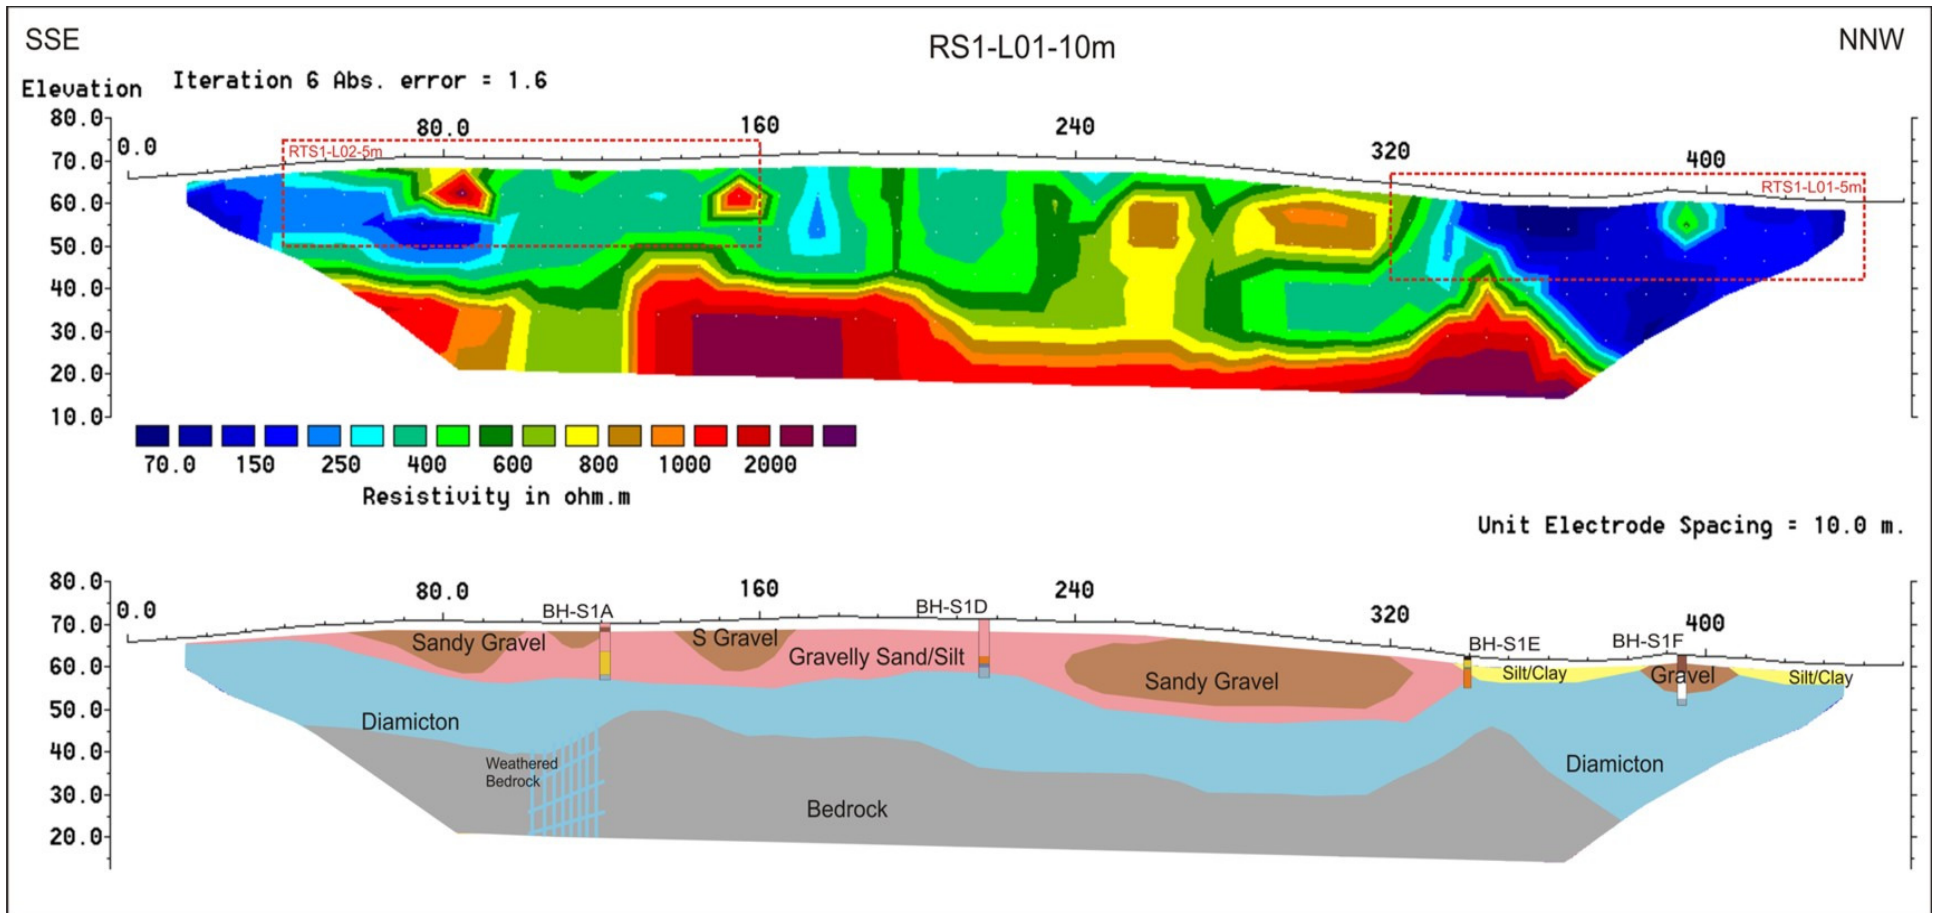 SSE
RS1-L01-10m
NNW
Elevation
Iteration 6 Abs. error = 1.6
80.0
70.0
60.0
50.0
40.0
30.0
20.0
10.0
0.0
80.0
160
240
320
400
RTS1-L02-5m
RTS1-L01-5m
70.0 150 250 400 600 800 1000 2000
Resistivity in ohm.m
Unit Electrode Spacing = 10.0 m.
80.0
70.0
60.0
50.0
40.0
30.0
20.0
0.0
80.0
160
240
320
400
BH-S1A
BH-S1D
BH-S1E
BH-S1F
Sandy Gravel
S Gravel
Gravelly Sand/Silt
Sandy Gravel
Silt/Clay
Gravel
Silt/Clay
Diamicton
Weathered
Bedrock
Bedrock
Diamicton